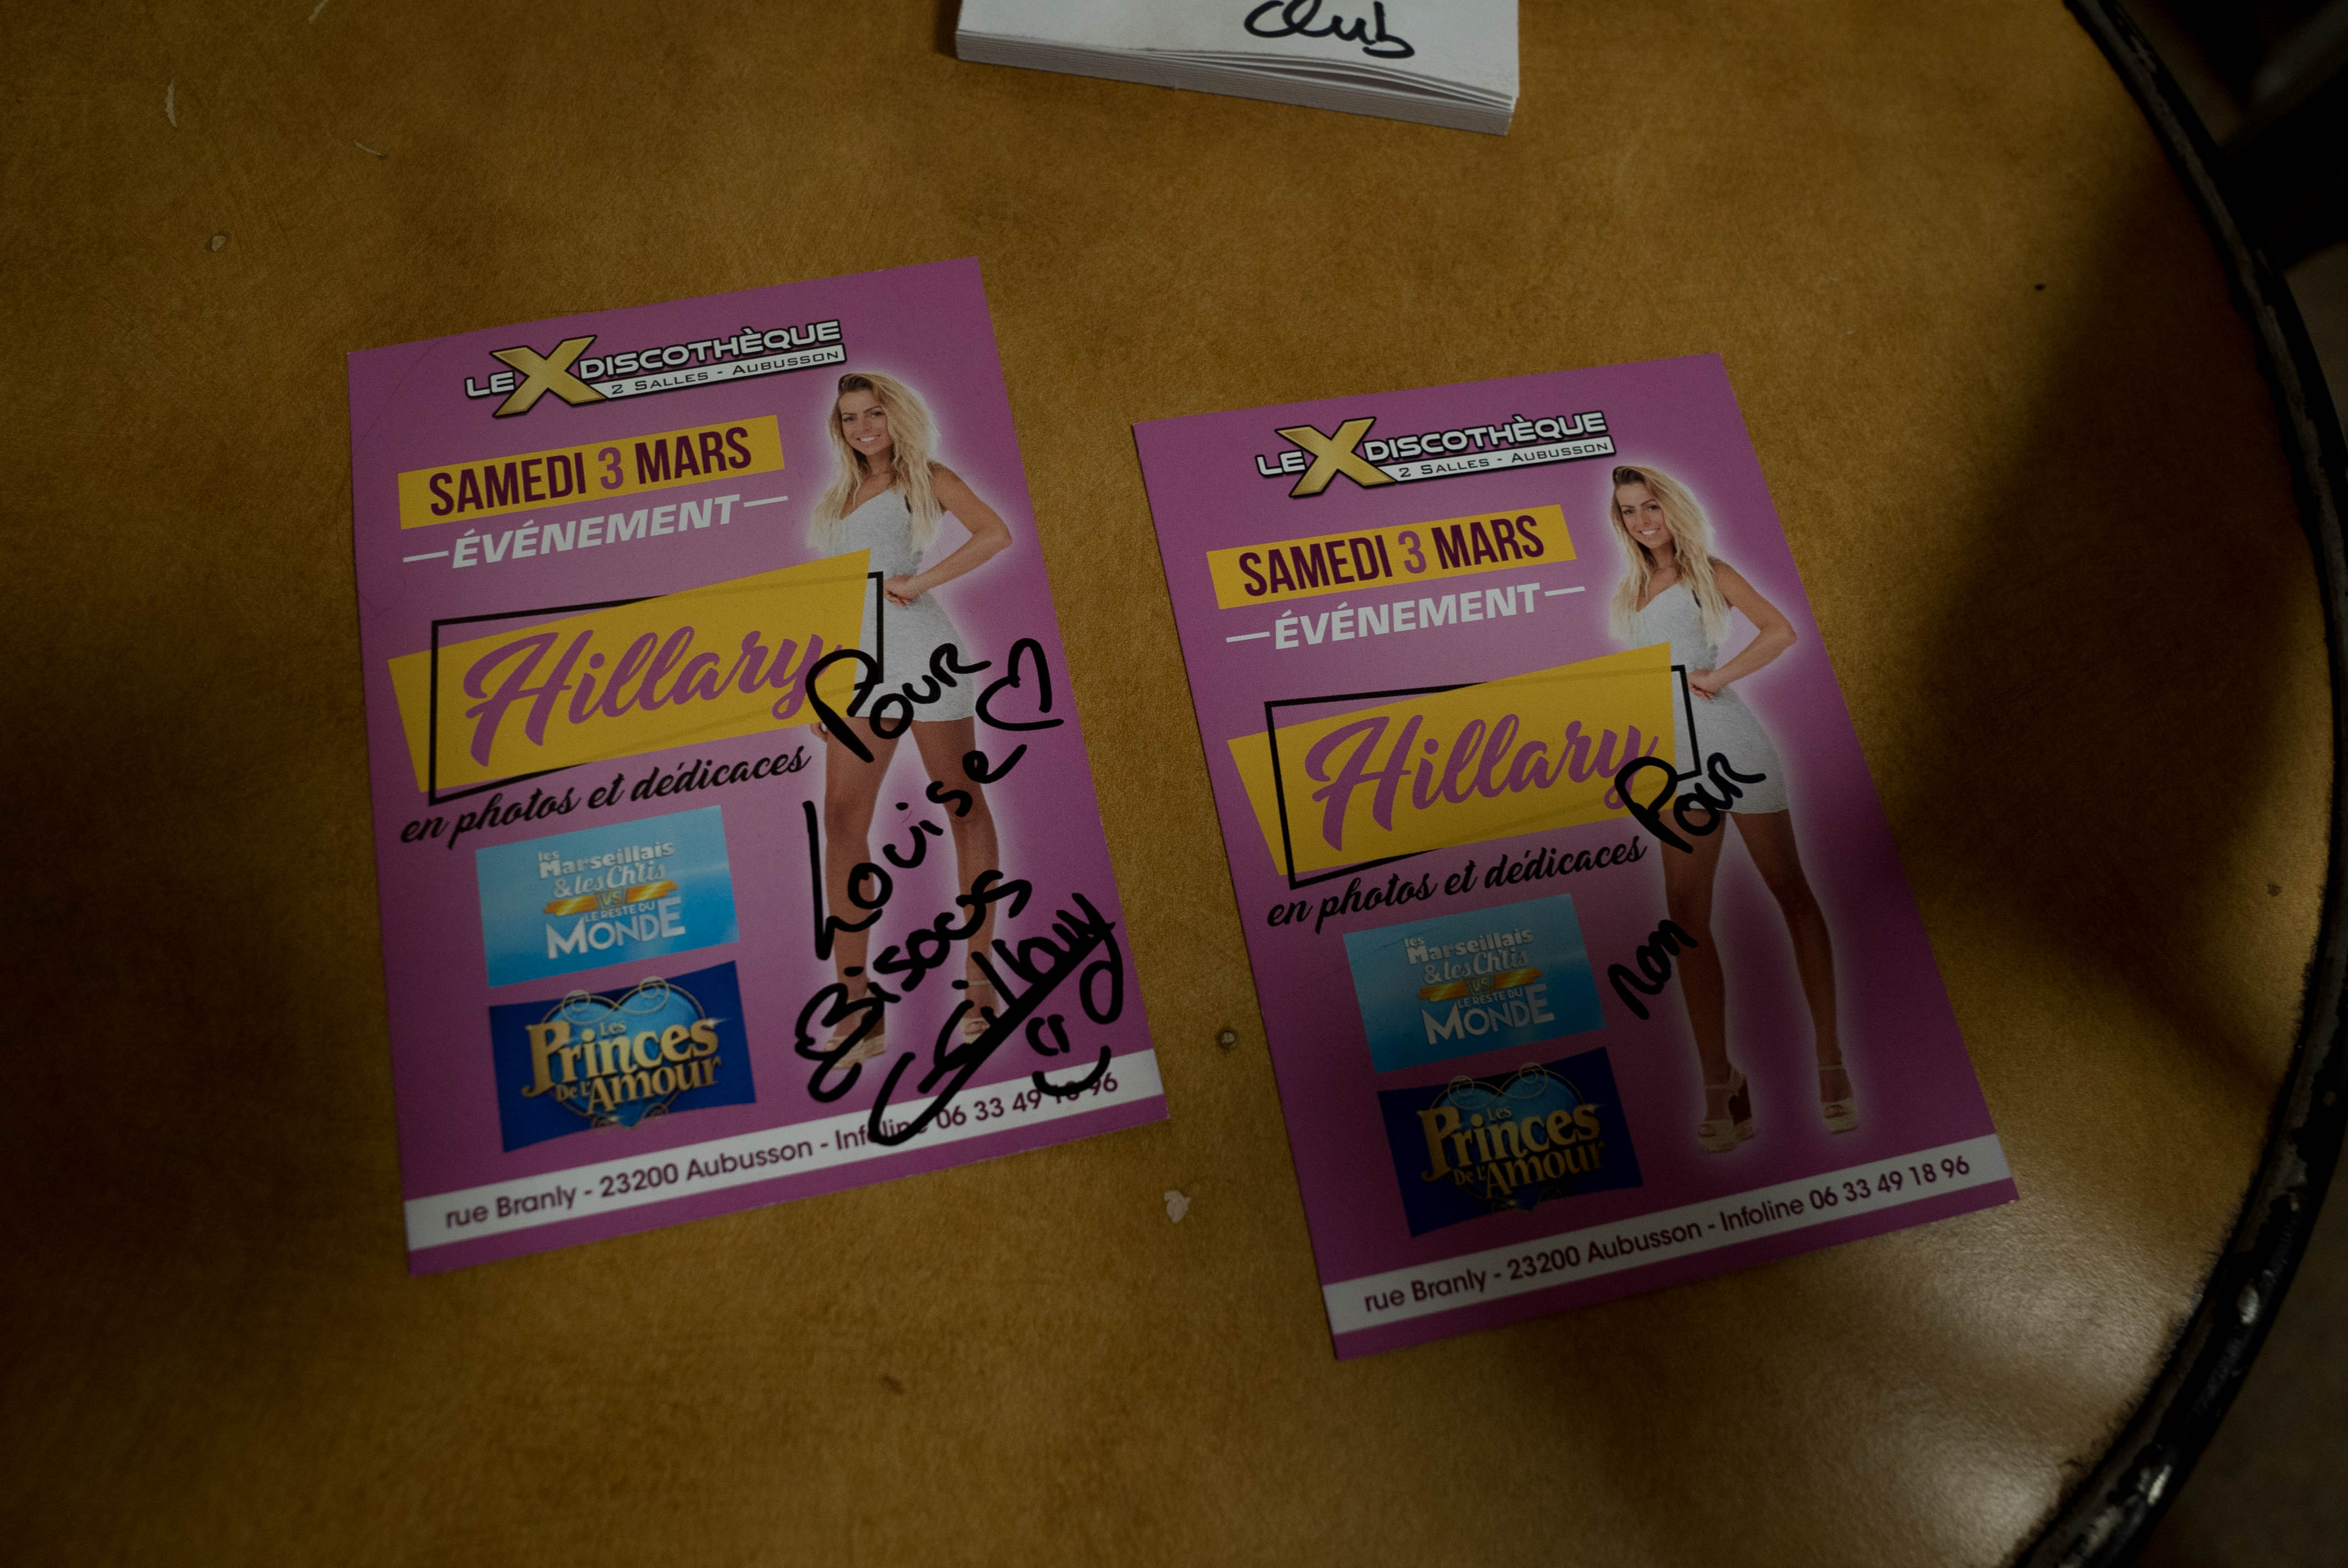 Club
LE X DISCOTHÈQUE
2 SALLES - AUBUSSON
SAMEDI 3 MARS
ÉVÉNEMENT
Hillary
en photos et dédicaces
les Marseillais
& les Ch'tis
VS
LE RESTE DU
MONDE
Les
Princes
De L'Amour
Pour
Louise
Bisous
rue Branly - 23200 Aubusson - Infoline 06 33 49 18 96
LE X DISCOTHÈQUE
2 SALLES - AUBUSSON
SAMEDI 3 MARS
ÉVÉNEMENT
Hillary
en photos et dédicaces
les Marseillais
& les Ch'tis
VS
LE RESTE DU
MONDE
Les
Princes
De L'Amour
Pour
rue Branly - 23200 Aubusson - Infoline 06 33 49 18 96